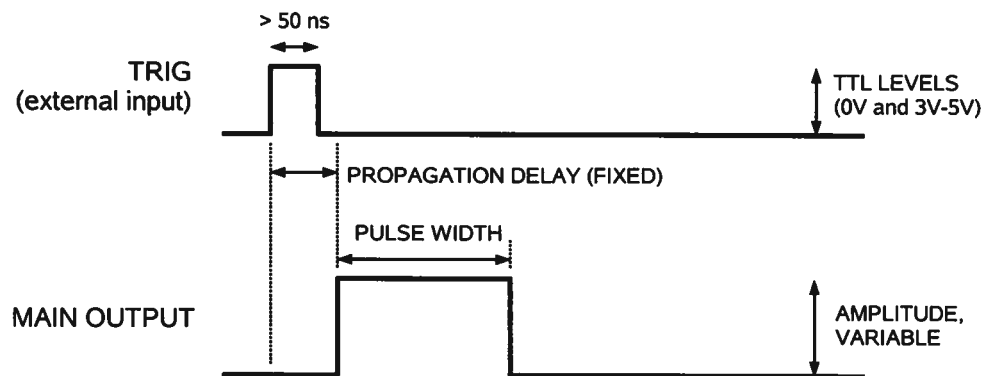 > 50 ns
TRIG
(external input)
TTL LEVELS
(0V and 3V-5V)
PROPAGATION DELAY (FIXED)
PULSE WIDTH
MAIN OUTPUT
AMPLITUDE,
VARIABLE